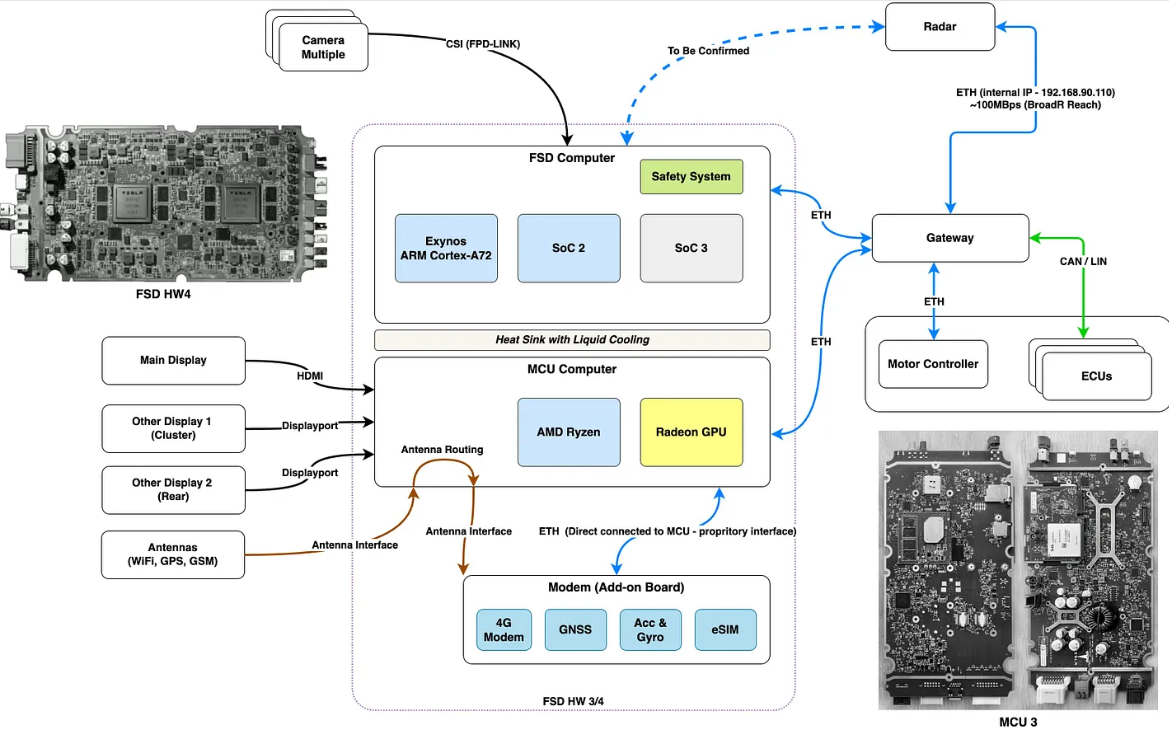 Camera
Multiple
CSI (FPD-LINK)
To Be Confirmed
Radar
ETH (internal IP - 192.168.90.110)
~100MBps (BroadR Reach)
FSD Computer
Safety System
Exynos
ARM Cortex-A72
SoC 2
SoC 3
ETH
Gateway
CAN / LIN
ETH
ETH
Motor Controller
ECUs
TESLA
TESLA
FSD HW4
Heat Sink with Liquid Cooling
MCU Computer
AMD Ryzen
Radeon GPU
Main Display
HDMI
Other Display 1
(Cluster)
Displayport
Other Display 2
(Rear)
Displayport
Antenna Routing
Antennas
(WiFi, GPS, GSM)
Antenna Interface
Antenna Interface
ETH (Direct connected to MCU - propritory interface)
Modem (Add-on Board)
4G
Modem
GNSS
Acc &
Gyro
eSIM
FSD HW 3/4
MCU 3